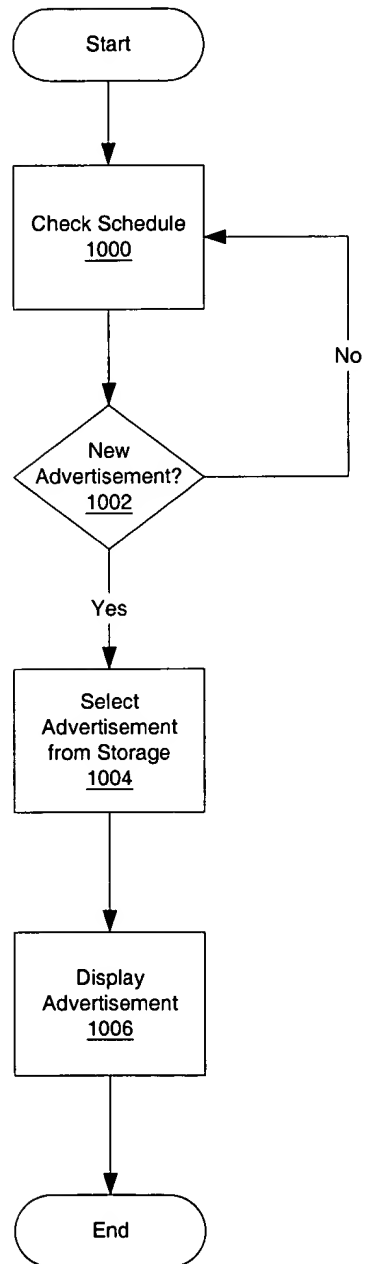 Start
Check Schedule
1000
No
New
Advertisement?
1002
Yes
Select
Advertisement
from Storage
1004
Display
Advertisement
1006
End